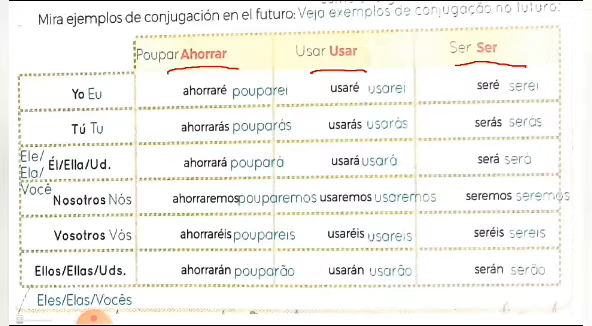 Mira ejemplos de conjugación en el futuro: Veja exemplos de conjugação no futuro:
Poupar Ahorrar Usar Usar Ser Ser
Yo Eu ahorraré pouparei usaré usarei seré serei
Tú Tu ahorrarás pouparás usarás usarás serás serás
Ele/
Ela/ Él/Ella/Ud. ahorrará poupará usará usará será será
Você
Nosotros Nós ahorraremos pouparemos usaremos usaremos seremos seremos
Vosotros Vós ahorraréis poupareis usaréis usareis seréis sereis
Ellos/Ellas/Uds. ahorrarán pouparão usarán usarão serán serão
Eles/Elas/Vocês